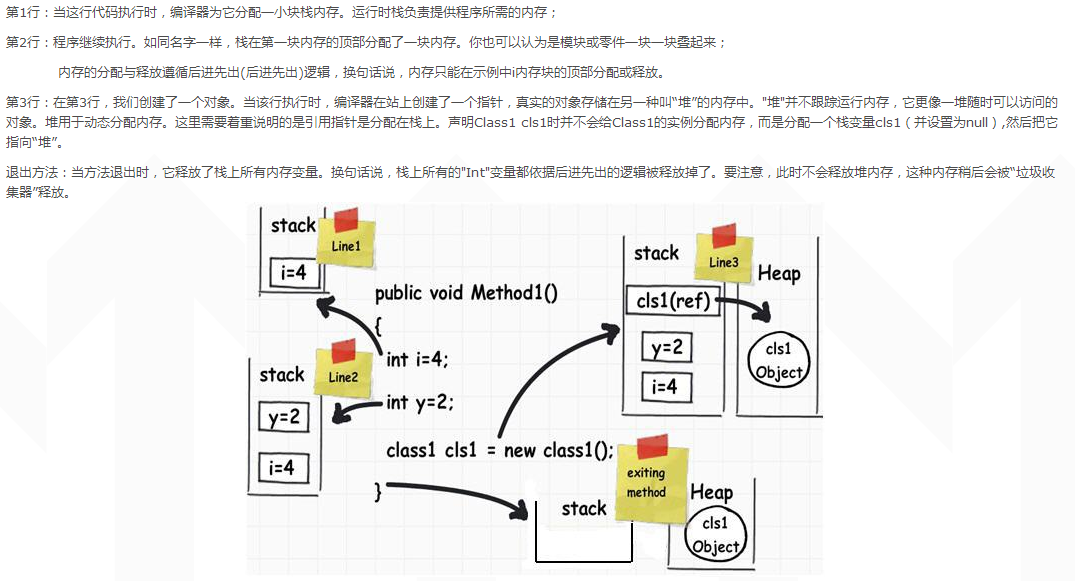 第1行：当这行代码执行时，编译器为它分配一小块栈内存。运行时栈负责提供程序所需的内存；
第2行：程序继续执行。如同名字一样，栈在第一块内存的顶部分配了一块内存。你也可以认为是模块或零件一块一块叠起来；
内存的分配与释放遵循后进先出(后进先出)逻辑，换句话说，内存只能在示例中i内存块的顶部分配或释放。
第3行：在第3行，我们创建了一个对象。当该行执行时，编译器在站上创建了一个指针，真实的对象存储在另一种叫“堆”的内存中。"堆"并不跟踪运行内存，它更像一堆随时可以访问的
对象。堆用于动态分配内存。这里需要着重说明的是引用指针是分配在栈上。声明Class1 cls1时并不会给Class1的实例分配内存，而是分配一个栈变量cls1（并设置为null）,然后把它
指向“堆”。
退出方法：当方法退出时，它释放了栈上所有内存变量。换句话说，栈上所有的"Int"变量都依据后进先出的逻辑被释放掉了。要注意，此时不会释放堆内存，这种内存稍后会被“垃圾收
集器”释放。
stack
Line1
i=4
public void Method1()
{
int i=4;
int y=2;
class1 cls1 = new class1();
}
stack
Line2
y=2
i=4
stack
Line3
Heap
cls1(ref)
y=2
i=4
cls1
Object
exiting
method
stack
Heap
cls1
Object